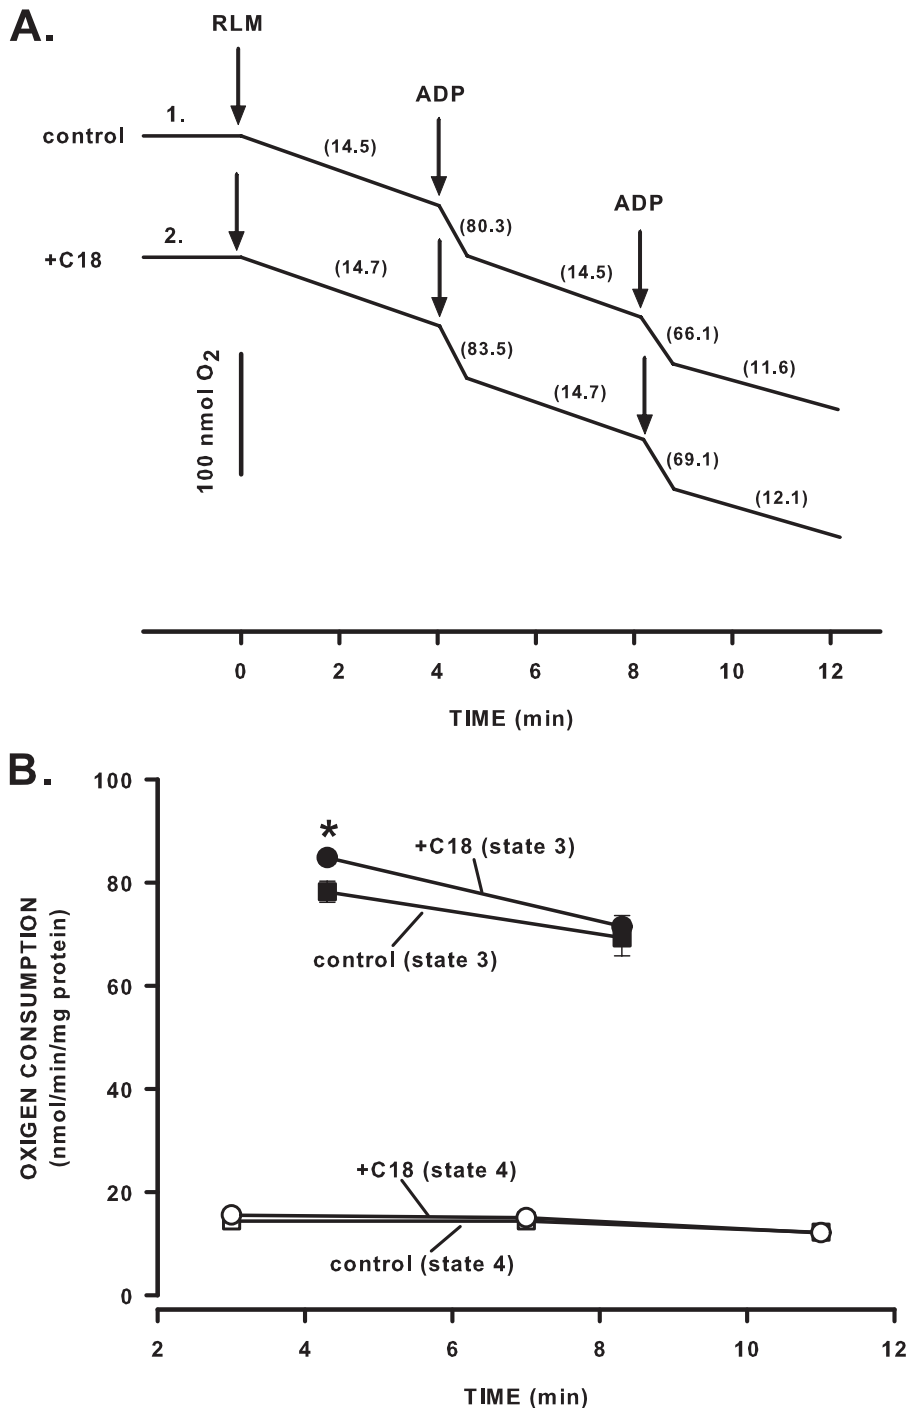 A.
RLM
ADP
ADP
1.
control
(14.5)
(80.3)
(14.5)
(66.1)
(11.6)
2.
+C18
(14.7)
(83.5)
(14.7)
(69.1)
(12.1)
100 nmol O2
0 2 4 6 8 10 12
TIME (min)
B.
100
80
60
40
20
0
OXIGEN CONSUMPTION
(nmol/min/mg protein)
*
+C18 (state 3)
control (state 3)
+C18 (state 4)
control (state 4)
2 4 6 8 10 12
TIME (min)